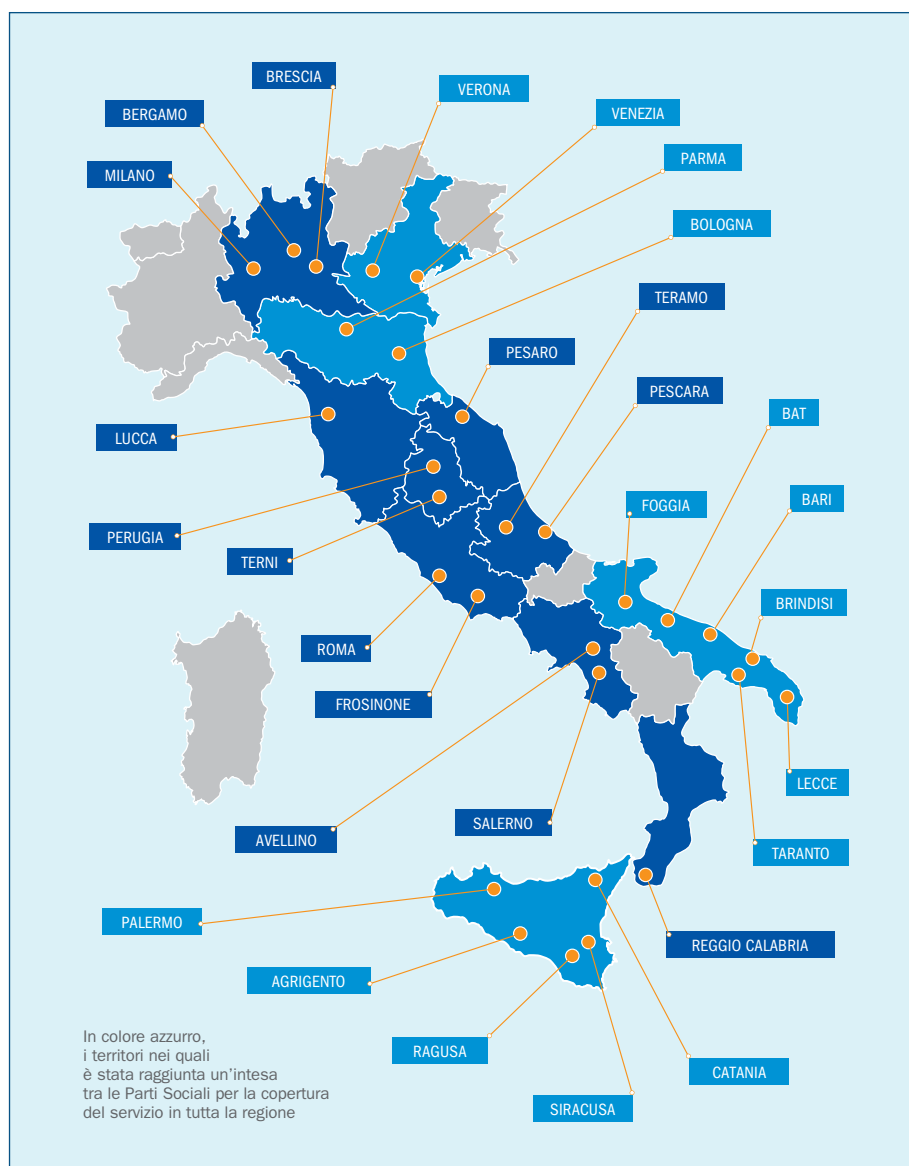 BRESCIA
VERONA
BERGAMO
VENEZIA
PARMA
MILANO
BOLOGNA
TERAMO
PESARO
PESCARA
BAT
LUCCA
FOGGIA
BARI
PERUGIA
TERNI
BRINDISI
ROMA
FROSINONE
LECCE
SALERNO
AVELLINO
TARANTO
PALERMO
REGGIO CALABRIA
AGRIGENTO
RAGUSA
CATANIA
SIRACUSA
In colore azzurro,
i territori nei quali
è stata raggiunta un'intesa
tra le Parti Sociali per la copertura
del servizio in tutta la regione